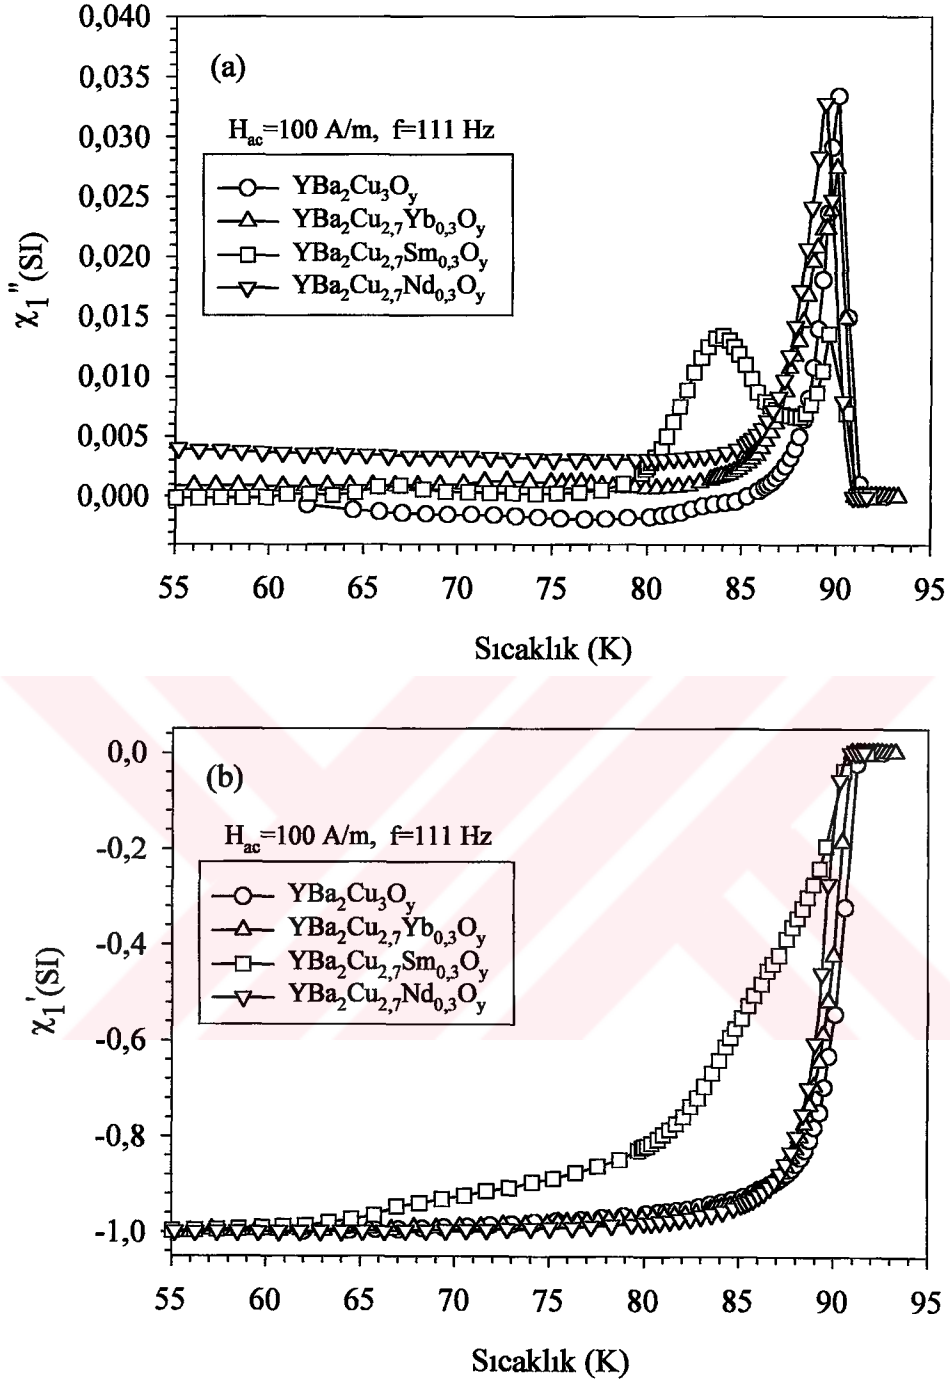 0,040
0,035
0,030
0,025
0,020
0,015
0,010
0,005
0,000
χ₁''(SI)
(a)
Hac=100 A/m, f=111 Hz
YBa₂Cu₃Oy
YBa₂Cu₂,₇Yb₀,₃Oy
YBa₂Cu₂,₇Sm₀,₃Oy
YBa₂Cu₂,₇Nd₀,₃Oy
55 60 65 70 75 80 85 90 95
Sıcaklık (K)
0,0
-0,2
-0,4
-0,6
-0,8
-1,0
χ₁'(SI)
(b)
Hac=100 A/m, f=111 Hz
YBa₂Cu₃Oy
YBa₂Cu₂,₇Yb₀,₃Oy
YBa₂Cu₂,₇Sm₀,₃Oy
YBa₂Cu₂,₇Nd₀,₃Oy
55 60 65 70 75 80 85 90 95
Sıcaklık (K)